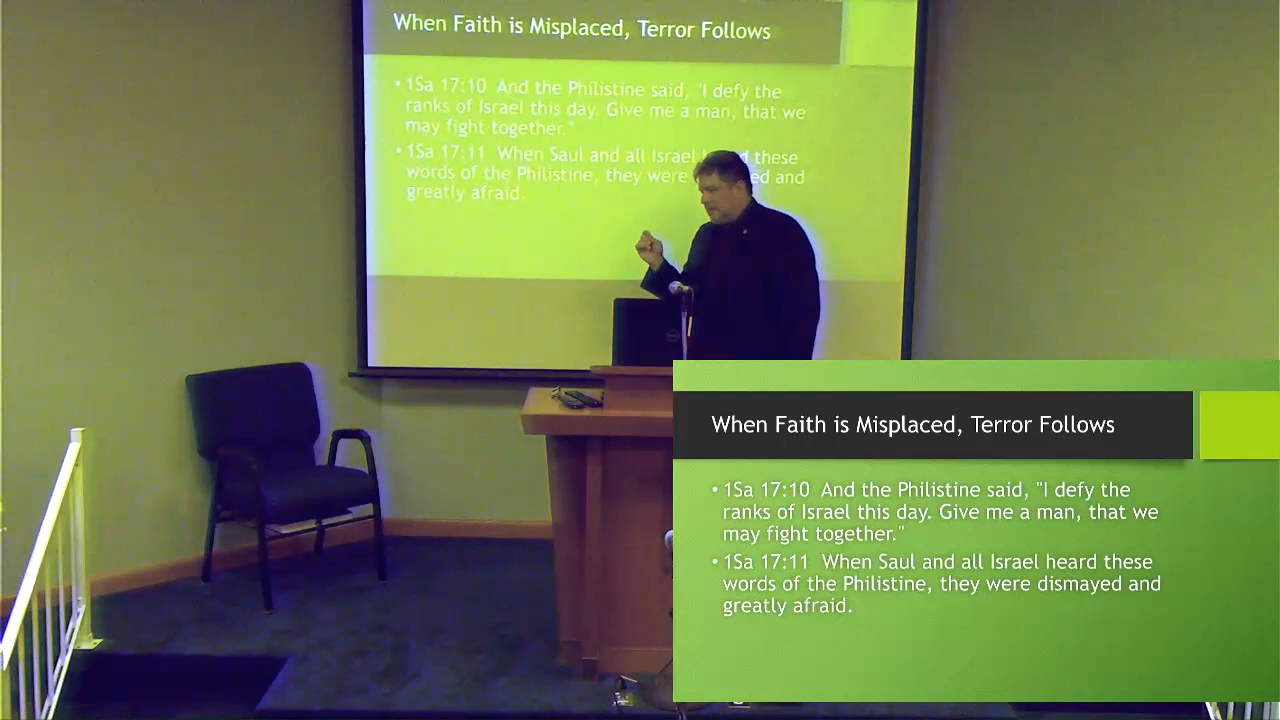 When Faith is Misplaced, Terror Follows
• 1Sa 17:10 And the Philistine said, "I defy the
ranks of Israel this day. Give me a man, that we
may fight together."
• 1Sa 17:11 When Saul and all Israel these
words of the Philistine, they were and
greatly afraid.
When Faith is Misplaced, Terror Follows
• 1Sa 17:10 And the Philistine said, "I defy the
ranks of Israel this day. Give me a man, that we
may fight together."
• 1Sa 17:11 When Saul and all Israel heard these
words of the Philistine, they were dismayed and
greatly afraid.